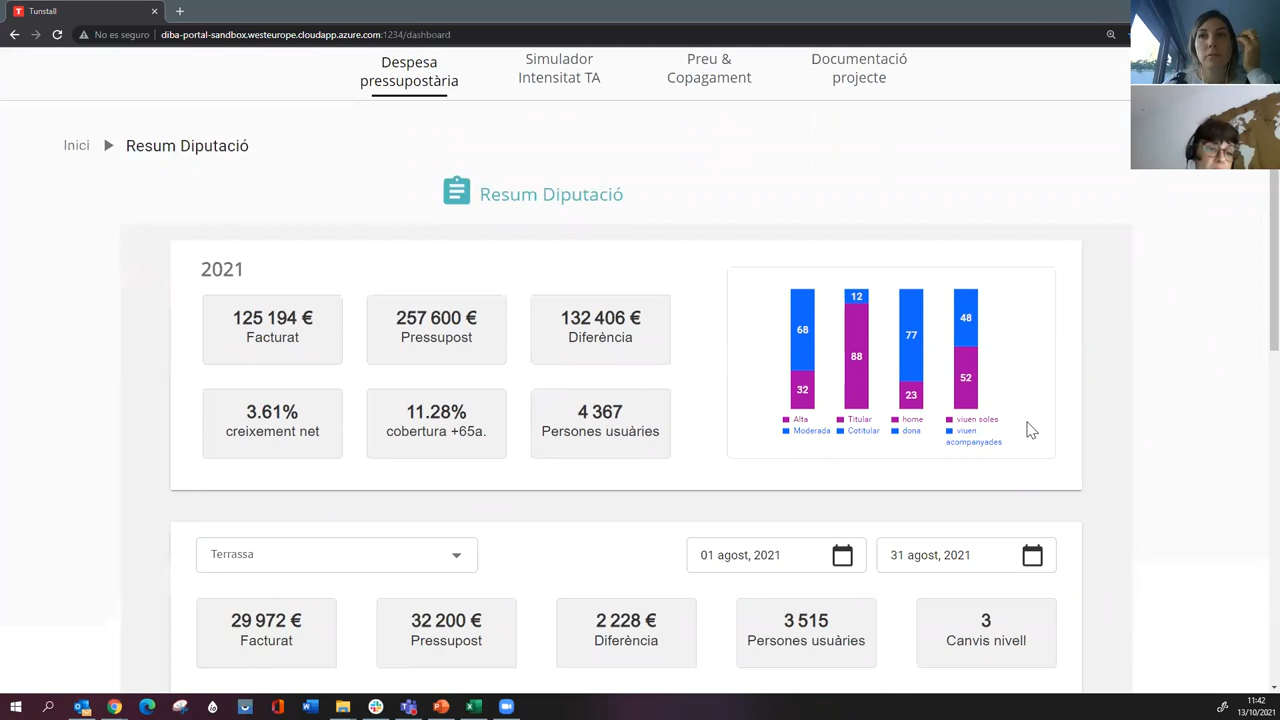 Tunstall
No es seguro | diba-portal-sandbox.westeurope.cloudapp.azure.com:1234/dashboard
Despesa
pressupostària
Simulador
Intensitat TA
Preu &
Copagament
Documentació
projecte
Inici
Resum Diputació
Resum Diputació
2021
125 194 €
Facturat
257 600 €
Pressupost
132 406 €
Diferència
3.61%
creixement net
11.28%
cobertura +65a.
4 367
Persones usuàries
68
12
77
48
32
88
23
52
Alta
Moderada
Titular
Cotitular
home
dona
viuen soles
viuen
acompanyades
Terrassa
01 agost, 2021
31 agost, 2021
29 972 €
Facturat
32 200 €
Pressupost
2 228 €
Diferència
3 515
Persones usuàries
3
Canvis nivell
11:42
13/10/2021